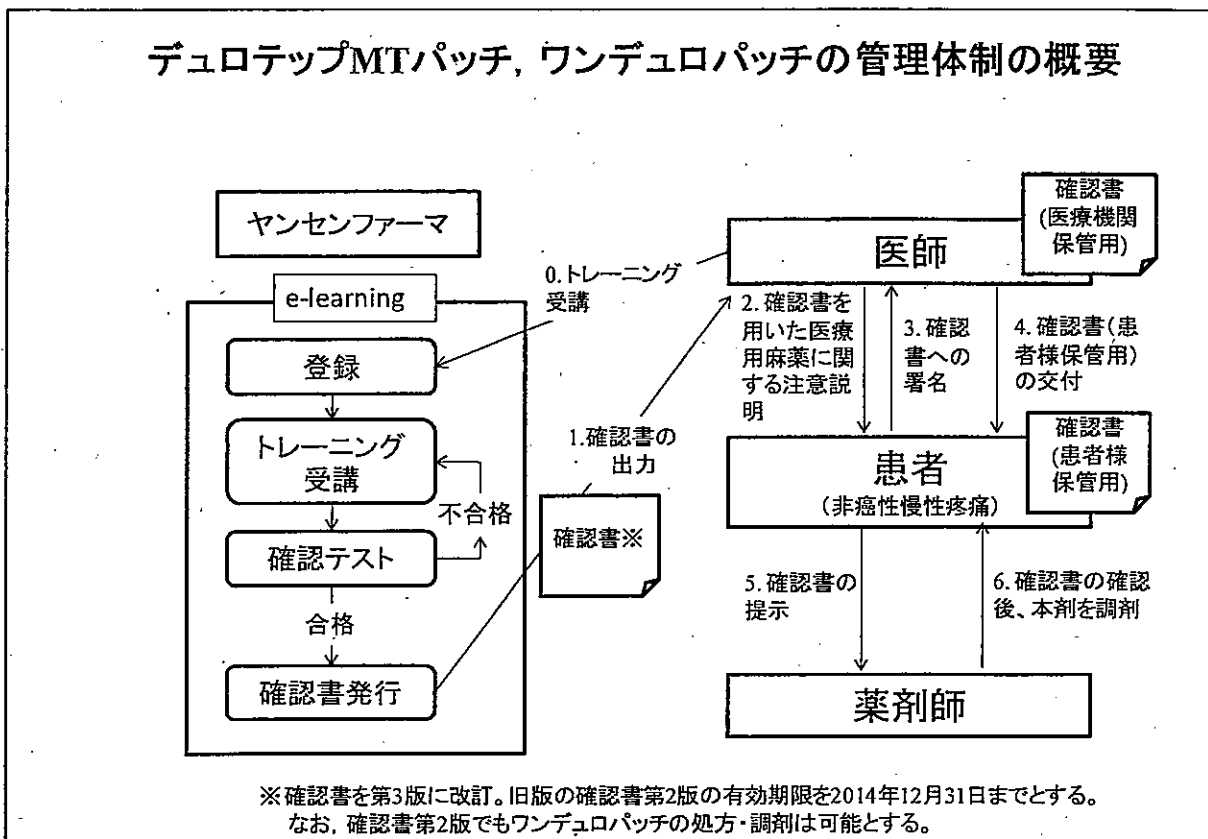 デュロテップMTパッチ, ワンデュロパッチの管理体制の概要
ヤンセンファーマ
e-learning
登録
トレーニング
受講
確認テスト
不合格
合格
確認書発行
0.トレーニング
受講
1.確認書の
出力
確認書※
医師
確認書
(医療機関
保管用)
2.確認書を
用いた医療
用麻薬に関
する注意説
明
3.確認
書への
署名
4.確認書(患
者様保管用)
の交付
患者
(非癌性慢性疼痛)
確認書
(患者様
保管用)
5.確認書の
提示
6.確認書の確認
後、本剤を調剤
薬剤師
※確認書を第3版に改訂。旧版の確認書第2版の有効期限を2014年12月31日までとする。
なお, 確認書第2版でもワンデュロパッチの処方・調剤は可能とする。